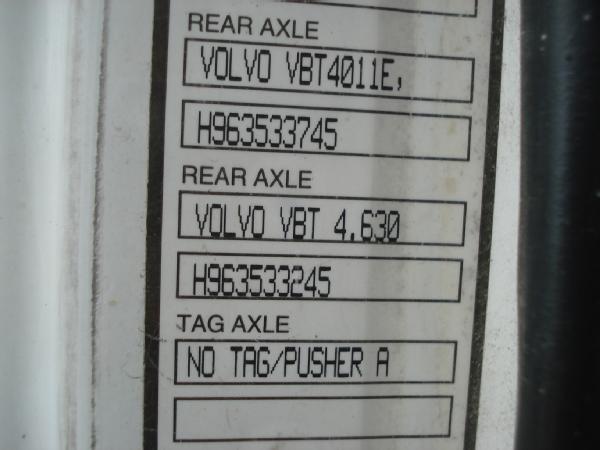 REAR AXLE
VOLVO VBT4011E,
H963533745
REAR AXLE
VOLVO VBT 4.630
H963533245
TAG AXLE
NO TAG/PUSHER A